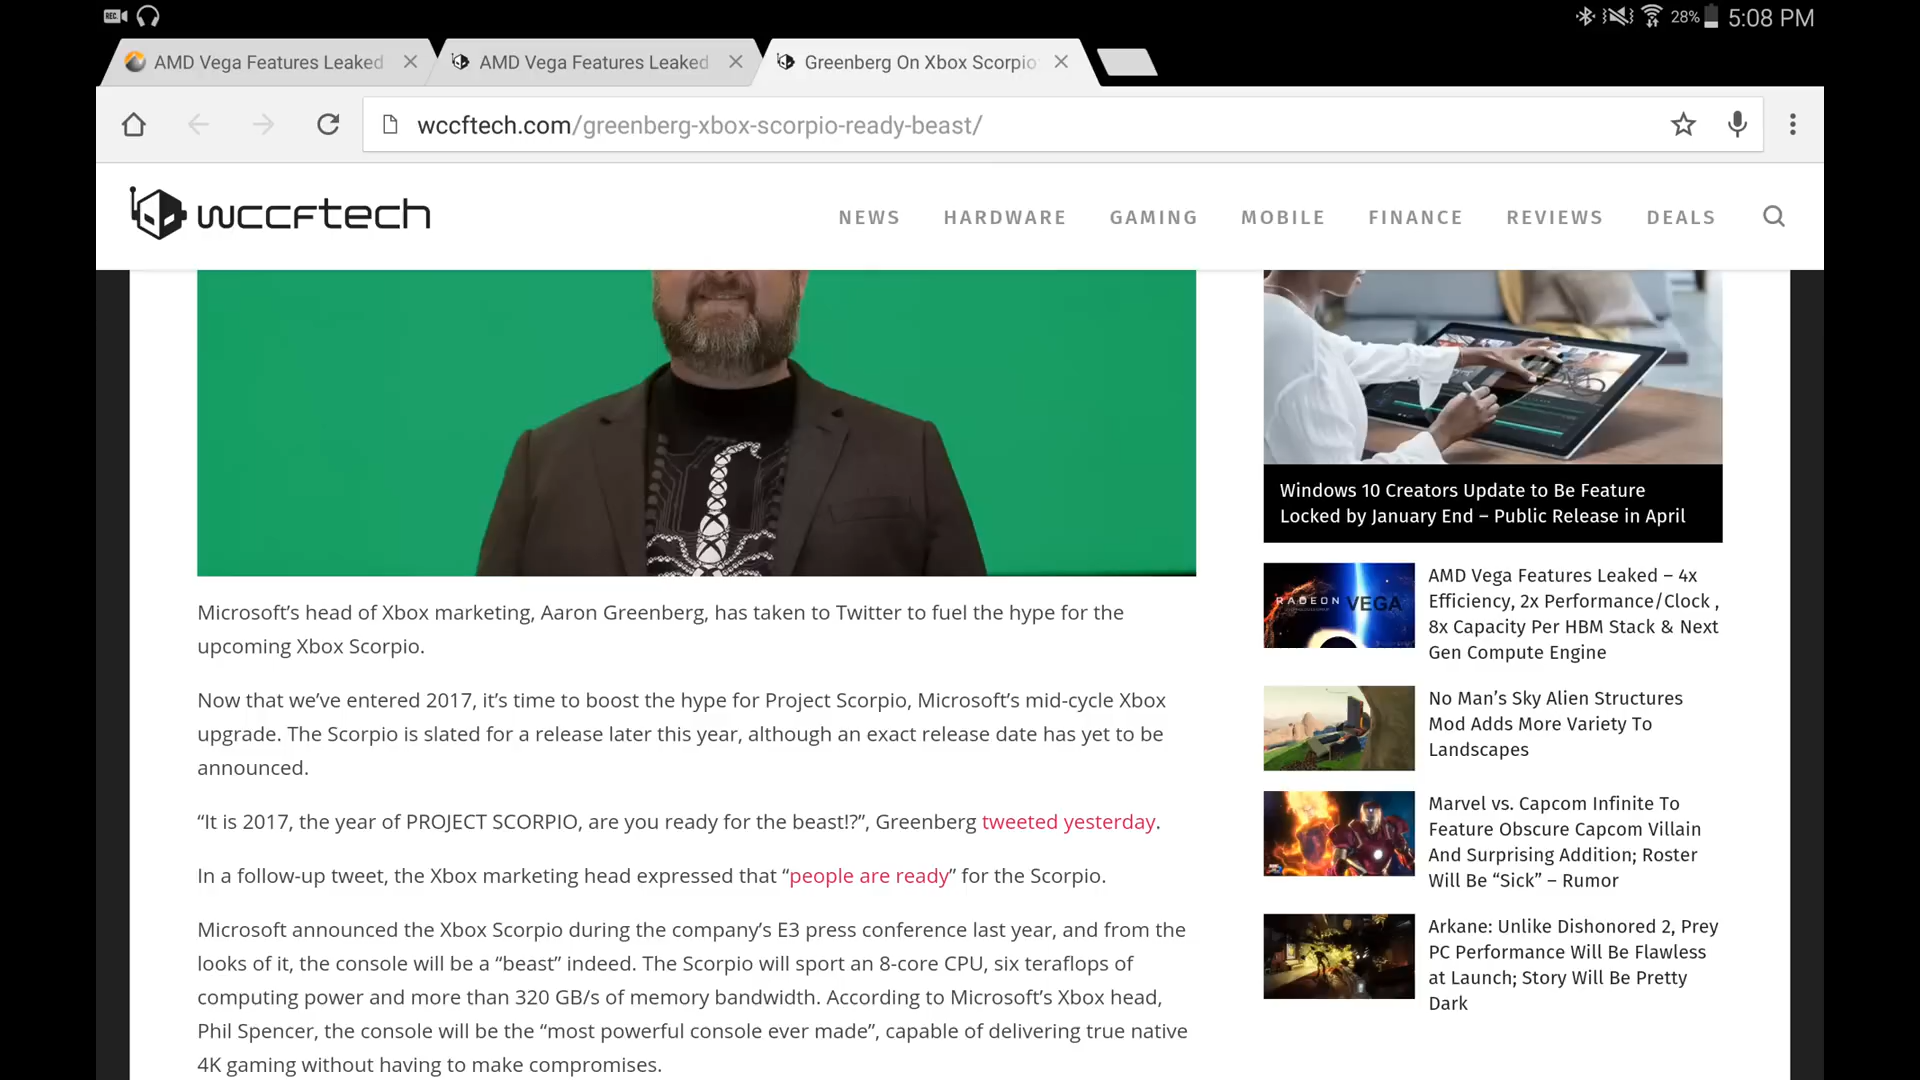 REC
28% 5:08 PM
AMD Vega Features Leaked
AMD Vega Features Leaked
Greenberg On Xbox Scorpio
wccftech.com/greenberg-xbox-scorpio-ready-beast/
wccftech
NEWS HARDWARE GAMING MOBILE FINANCE REVIEWS DEALS
Microsoft’s head of Xbox marketing, Aaron Greenberg, has taken to Twitter to fuel the hype for the
upcoming Xbox Scorpio.
Now that we’ve entered 2017, it’s time to boost the hype for Project Scorpio, Microsoft’s mid-cycle Xbox
upgrade. The Scorpio is slated for a release later this year, although an exact release date has yet to be
announced.
“It is 2017, the year of PROJECT SCORPIO, are you ready for the beast!?”, Greenberg tweeted yesterday.
In a follow-up tweet, the Xbox marketing head expressed that “people are ready” for the Scorpio.
Microsoft announced the Xbox Scorpio during the company’s E3 press conference last year, and from the
looks of it, the console will be a “beast” indeed. The Scorpio will sport an 8-core CPU, six teraflops of
computing power and more than 320 GB/s of memory bandwidth. According to Microsoft’s Xbox head,
Phil Spencer, the console will be the “most powerful console ever made”, capable of delivering true native
4K gaming without having to make compromises.
Windows 10 Creators Update to Be Feature
Locked by January End – Public Release in April
RADEON VEGA
AMD Vega Features Leaked – 4x
Efficiency, 2x Performance/Clock ,
8x Capacity Per HBM Stack & Next
Gen Compute Engine
No Man’s Sky Alien Structures
Mod Adds More Variety To
Landscapes
Marvel vs. Capcom Infinite To
Feature Obscure Capcom Villain
And Surprising Addition; Roster
Will Be “Sick” – Rumor
Arkane: Unlike Dishonored 2, Prey
PC Performance Will Be Flawless
at Launch; Story Will Be Pretty
Dark